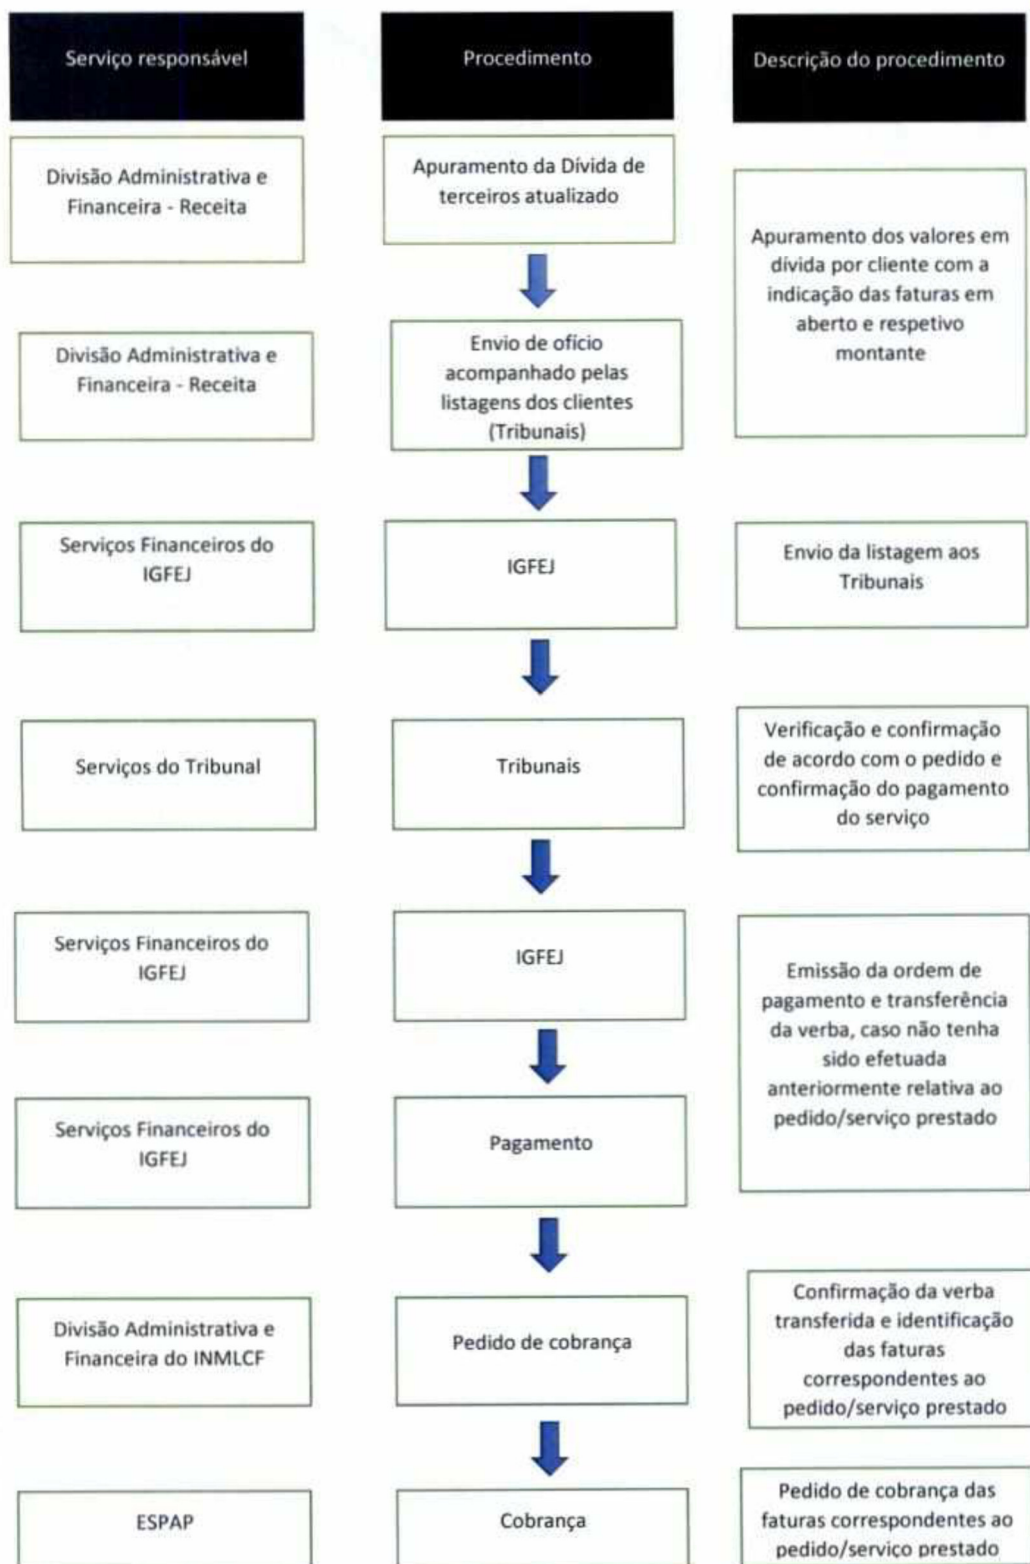 Serviço responsável
Procedimento
Descrição do procedimento
Divisão Administrativa e
Financeira - Receita
Apuramento da Dívida de
terceiros atualizado
Apuramento dos valores em
dívida por cliente com a
indicação das faturas em
aberto e respetivo
montante
Divisão Administrativa e
Financeira - Receita
Envio de ofício
acompanhado pelas
listagens dos clientes
(Tribunais)
Serviços Financeiros do
IGFEJ
IGFEJ
Envio da listagem aos
Tribunais
Serviços do Tribunal
Tribunais
Verificação e confirmação
de acordo com o pedido e
confirmação do pagamento
do serviço
Serviços Financeiros do
IGFEJ
IGFEJ
Emissão da ordem de
pagamento e transferência
da verba, caso não tenha
sido efetuada
anteriormente relativa ao
pedido/serviço prestado
Serviços Financeiros do
IGFEJ
Pagamento
Divisão Administrativa e
Financeira do INMLCF
Pedido de cobrança
Confirmação da verba
transferida e identificação
das faturas
correspondentes ao
pedido/serviço prestado
ESPAP
Cobrança
Pedido de cobrança das
faturas correspondentes ao
pedido/serviço prestado